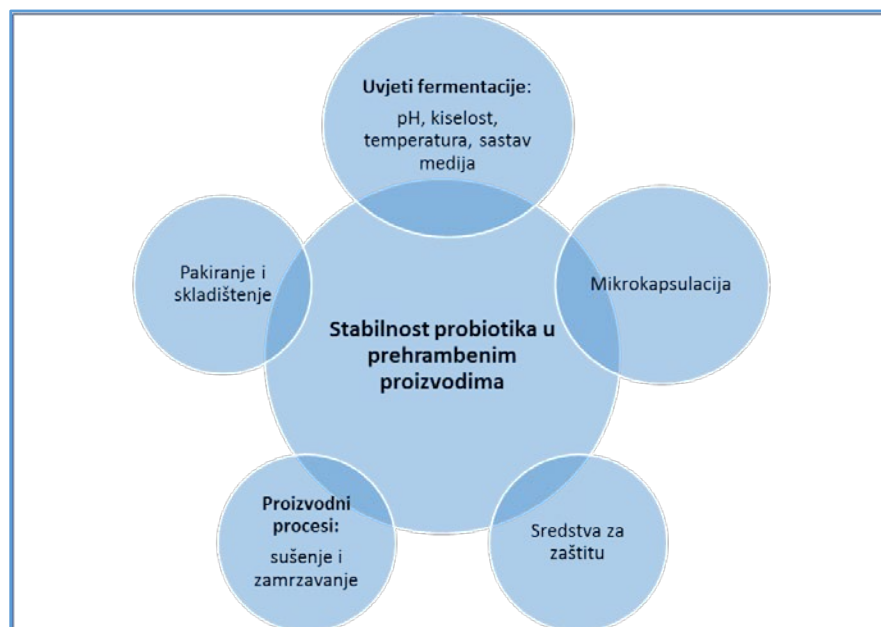 Uvjeti fermentacije:
pH, kiselost,
temperatura, sastav
medija
Pakiranje i
skladištenje
Mikrokapsulacija
Stabilnost probiotika u
prehrambenim
proizvodima
Proizvodni
procesi:
sušenje i
zamrzavanje
Sredstva za
zaštitu